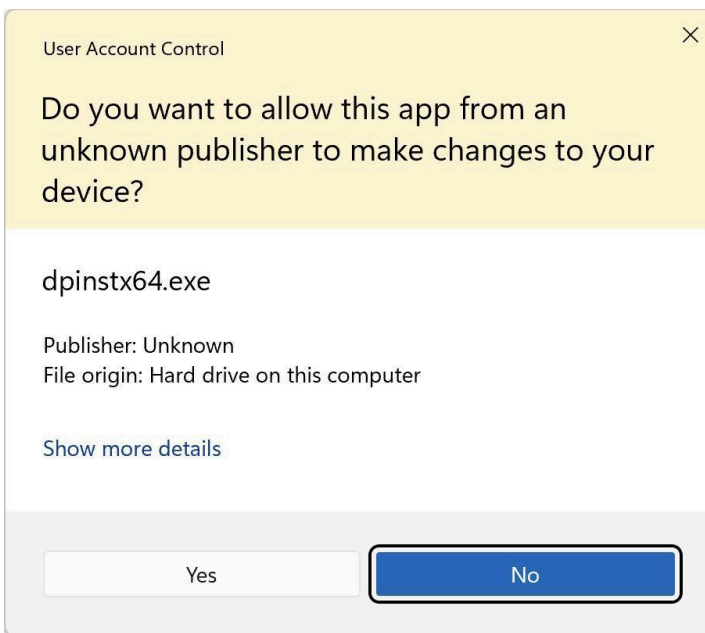 User Account Control
Do you want to allow this app from an
unknown publisher to make changes to your
device?
dpinstx64.exe
Publisher: Unknown
File origin: Hard drive on this computer
Show more details
Yes
No